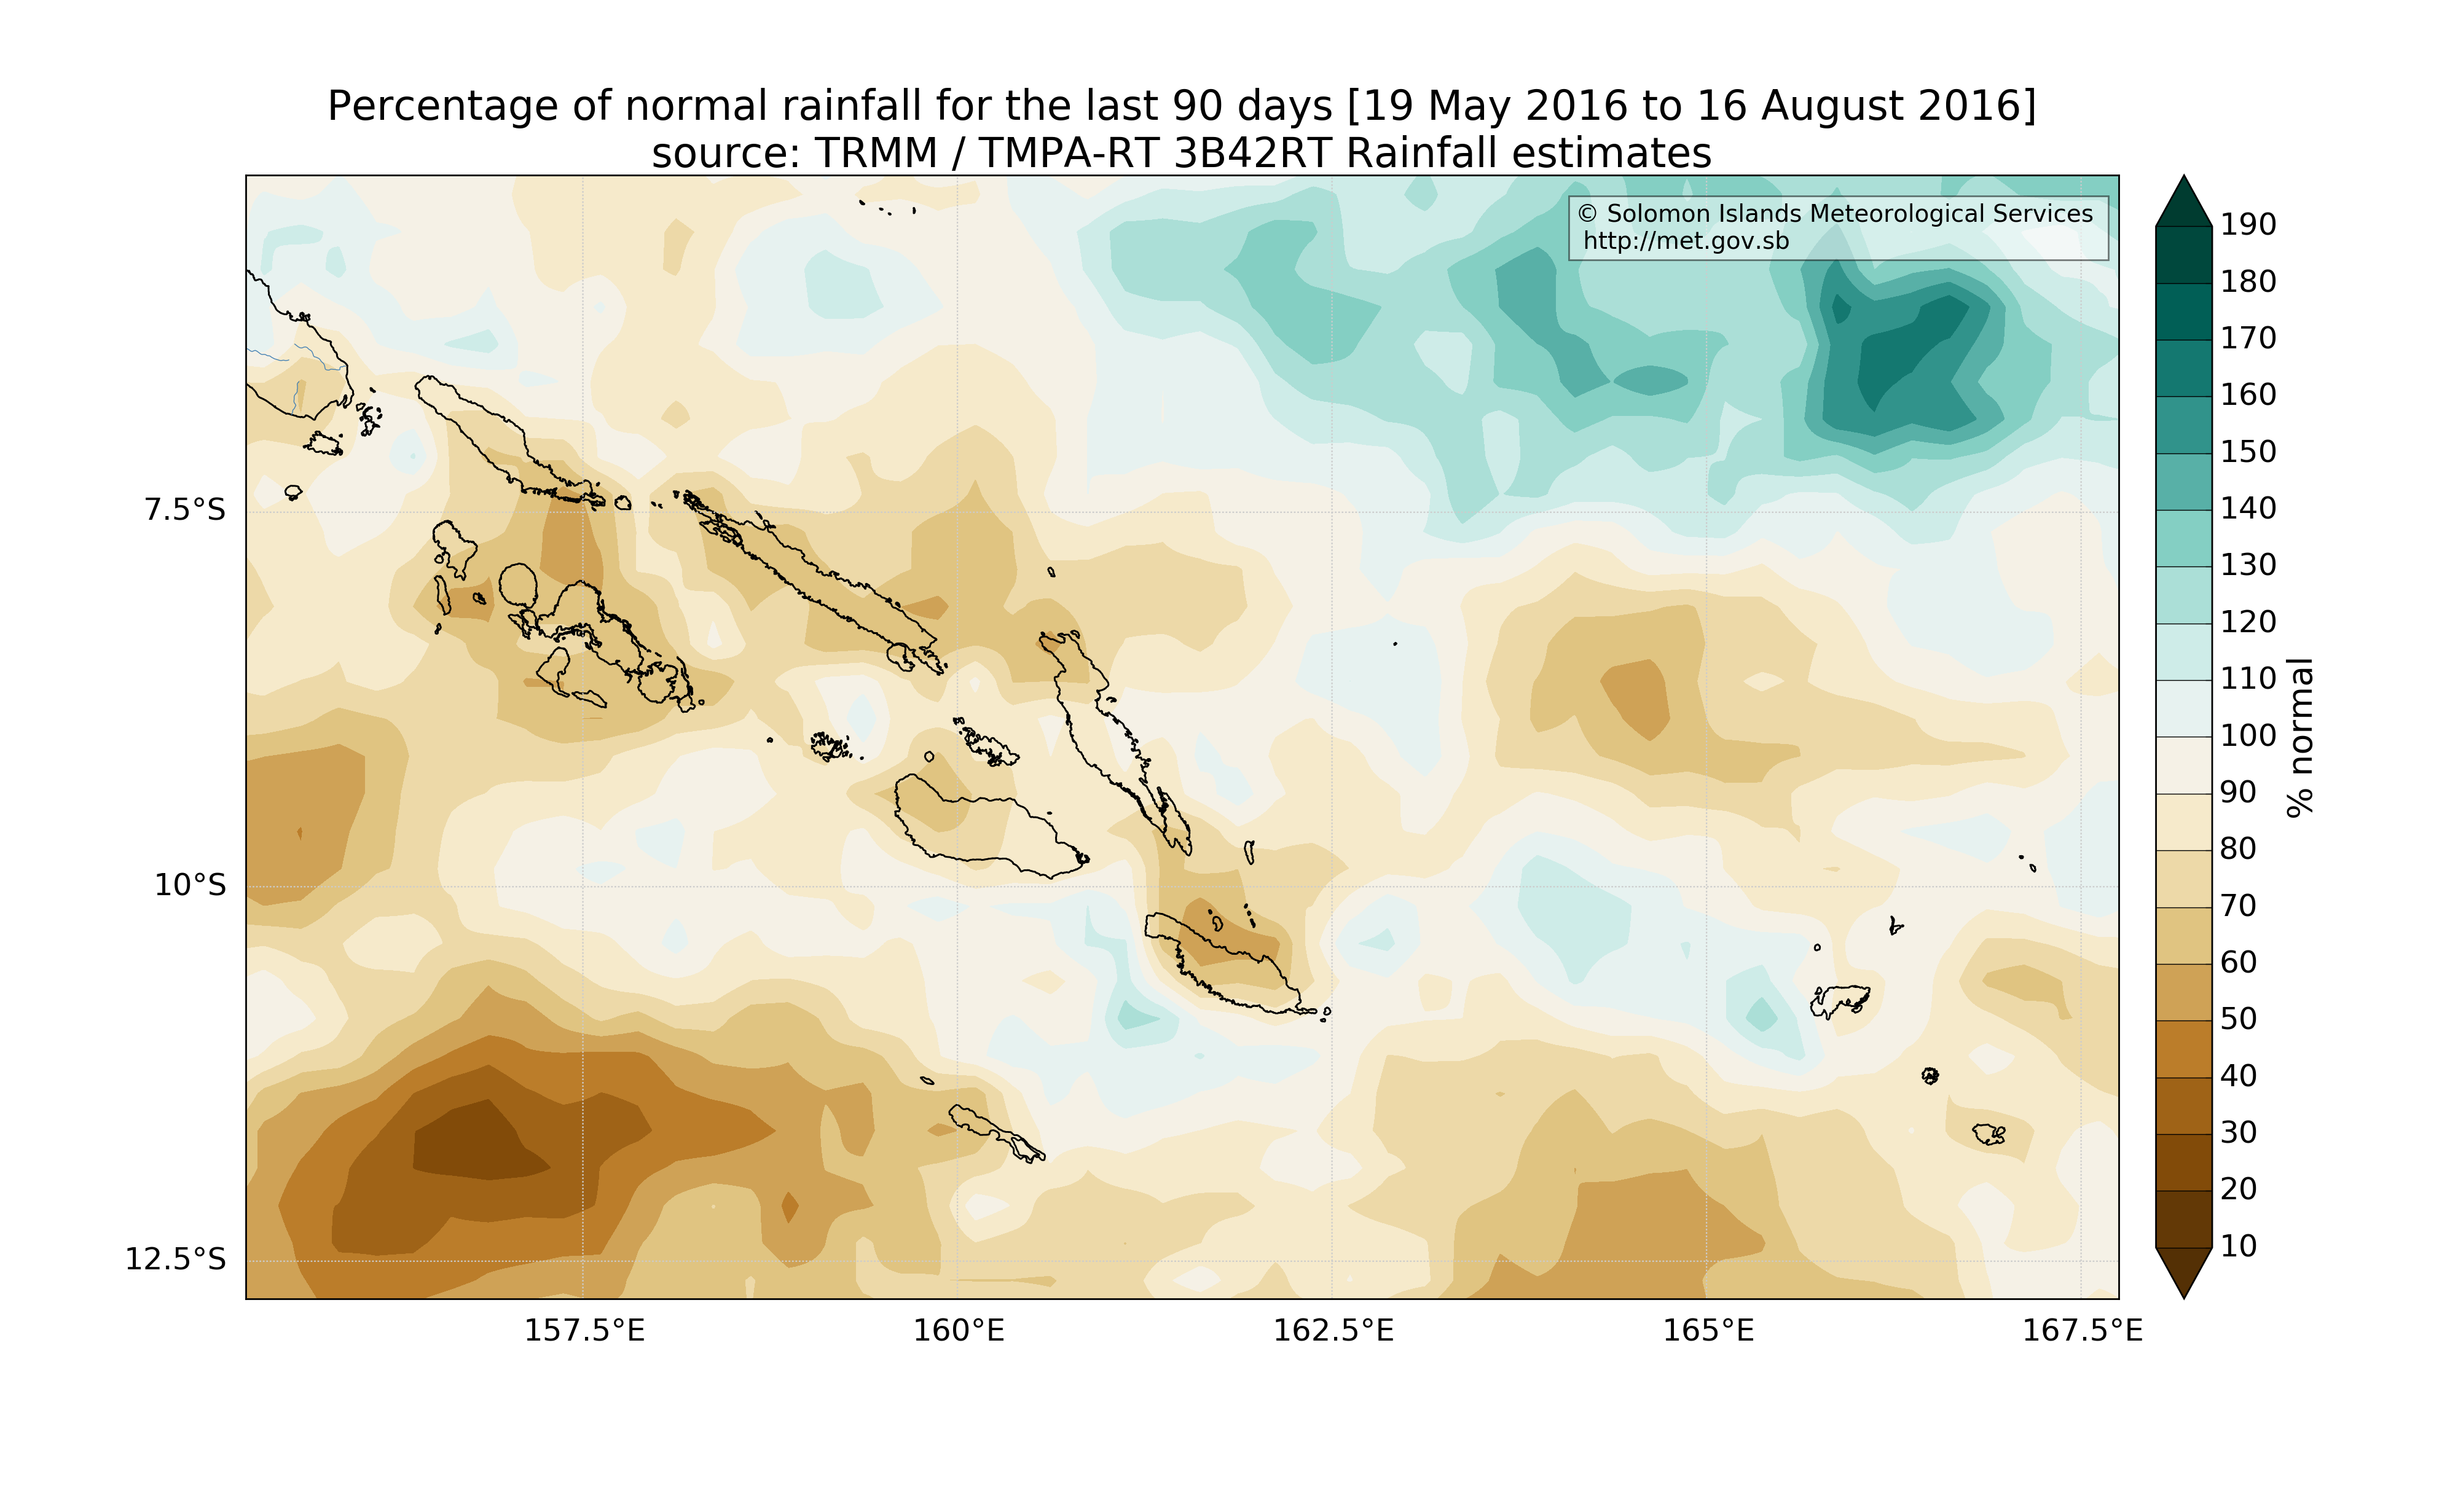 Percentage of normal rainfall for the last 90 days [19 May 2016 to 16 August 2016]
source: TRMM / TMPA-RT 3B42RT Rainfall estimates
© Solomon Islands Meteorological Services
http://met.gov.sb
7.5°S
10°S
12.5°S
157.5°E
160°E
162.5°E
165°E
167.5°E
190
180
170
160
150
140
130
120
110
100
90
80
70
60
50
40
30
20
10
% normal